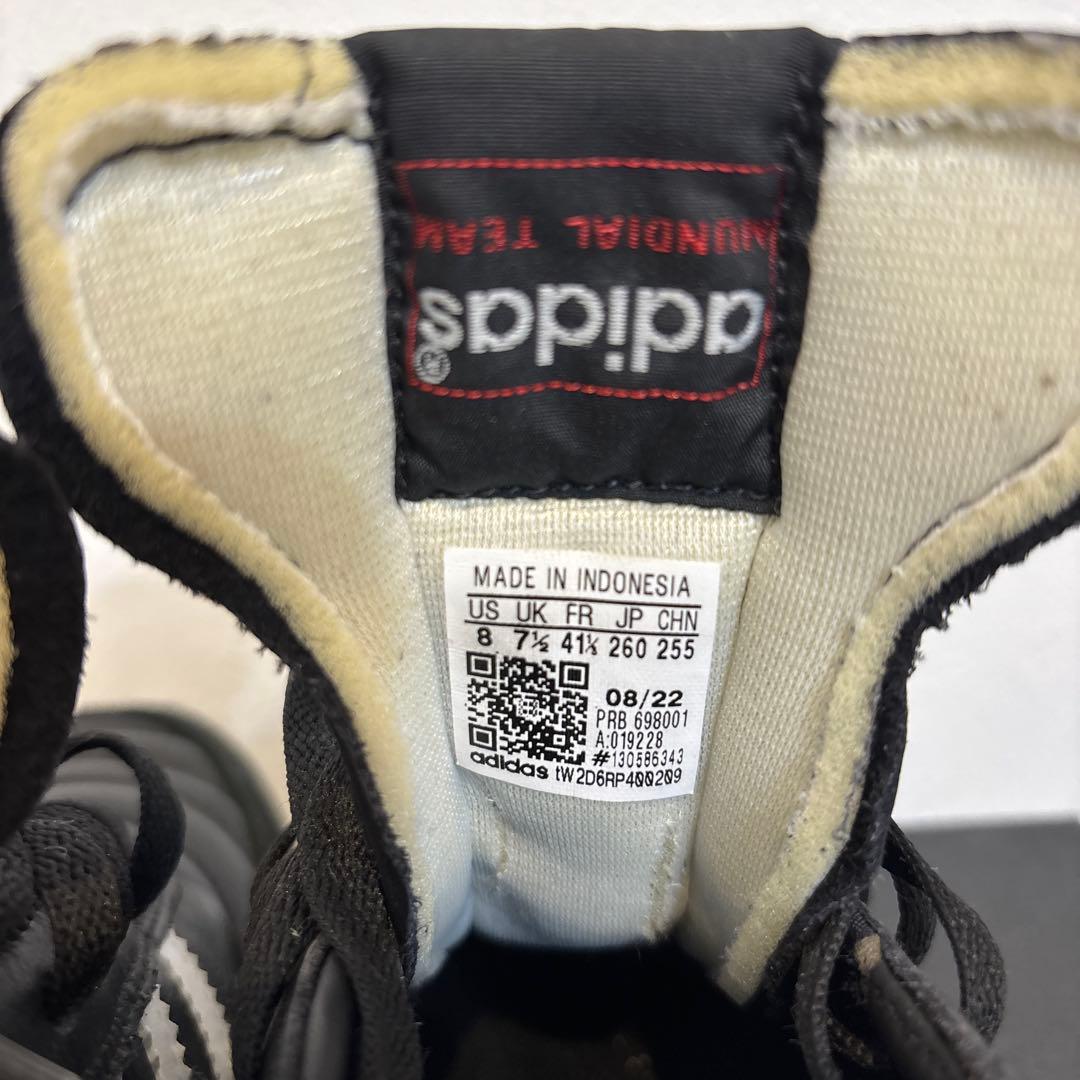 MUNDIAL TEAM
adidas®
MADE IN INDONESIA
US UK FR JP CHN
8 7½ 41⅓ 260 255
08/22
PRB 698001
A:019228
#130586343
adidas tW2D6RP400209